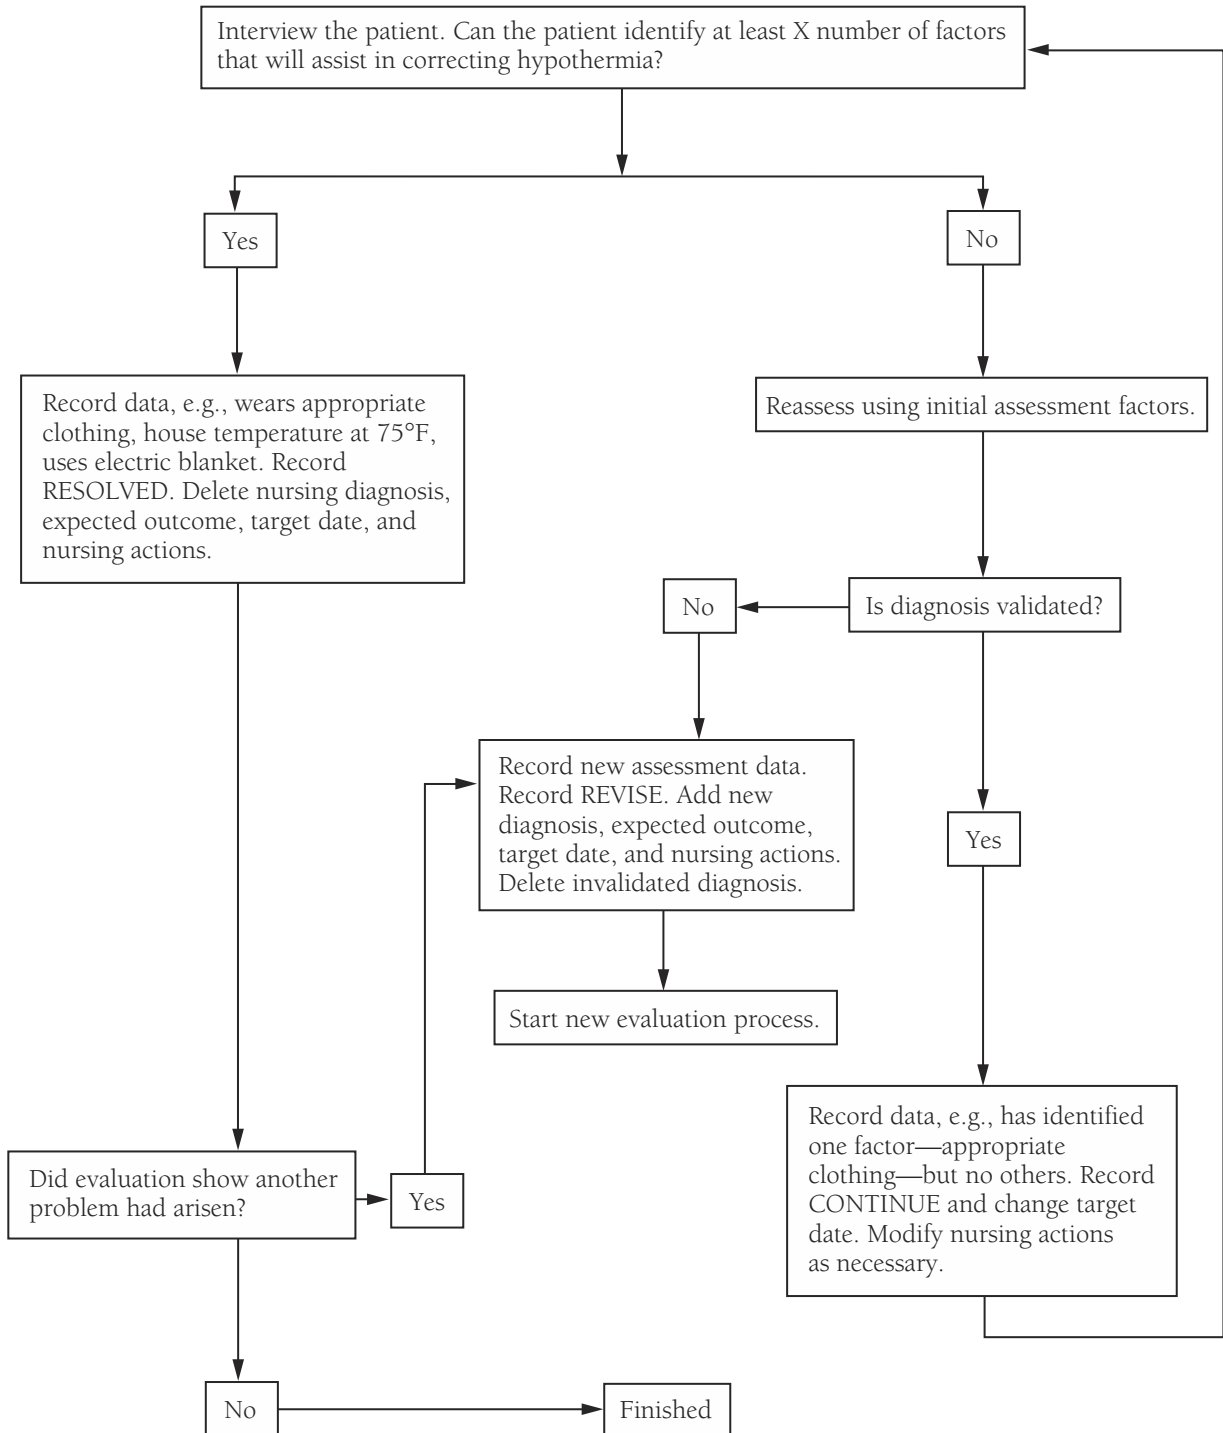 Interview the patient. Can the patient identify at least X number of factors
that will assist in correcting hypothermia?
Yes
No
Record data, e.g., wears appropriate
clothing, house temperature at 75°F,
uses electric blanket. Record
RESOLVED. Delete nursing diagnosis,
expected outcome, target date, and
nursing actions.
Reassess using initial assessment factors.
Is diagnosis validated?
No
Record new assessment data.
Record REVISE. Add new
diagnosis, expected outcome,
target date, and nursing actions.
Delete invalidated diagnosis.
Yes
Start new evaluation process.
Record data, e.g., has identified
one factor—appropriate
clothing—but no others. Record
CONTINUE and change target
date. Modify nursing actions
as necessary.
Did evaluation show another
problem had arisen?
Yes
No
Finished